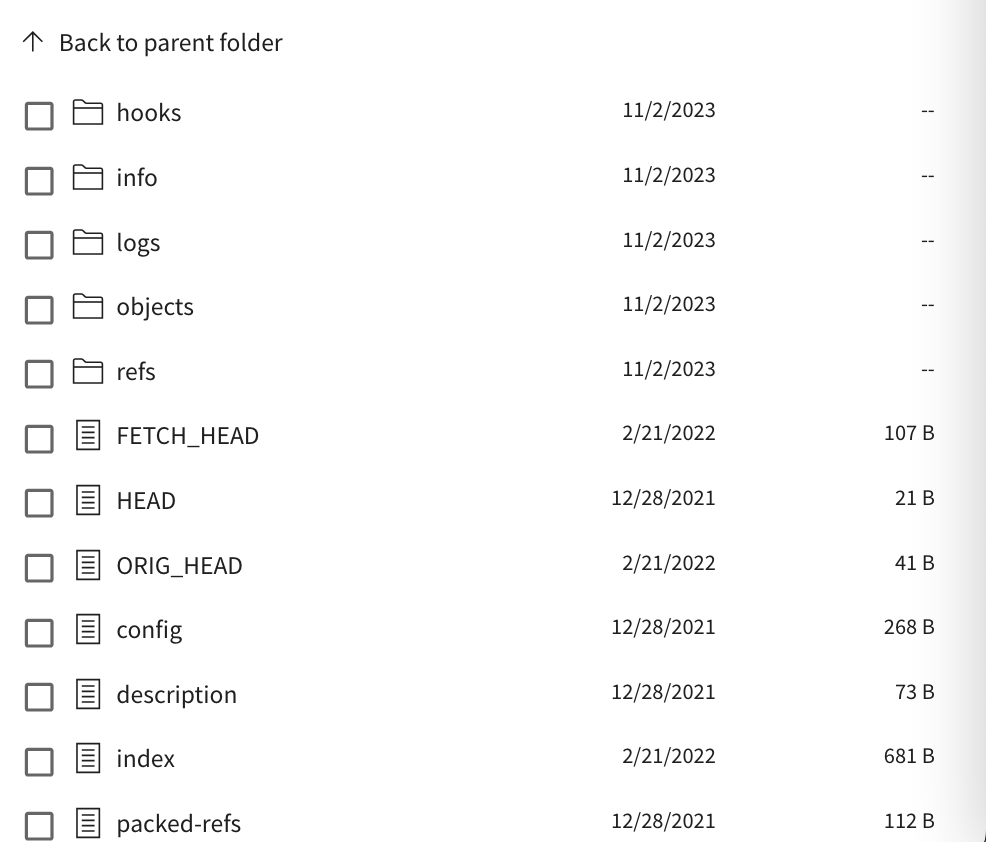 Back to parent folder
hooks 11/2/2023 --
info 11/2/2023 --
logs 11/2/2023 --
objects 11/2/2023 --
refs 11/2/2023 --
FETCH_HEAD 2/21/2022 107 B
HEAD 12/28/2021 21 B
ORIG_HEAD 2/21/2022 41 B
config 12/28/2021 268 B
description 12/28/2021 73 B
index 2/21/2022 681 B
packed-refs 12/28/2021 112 B